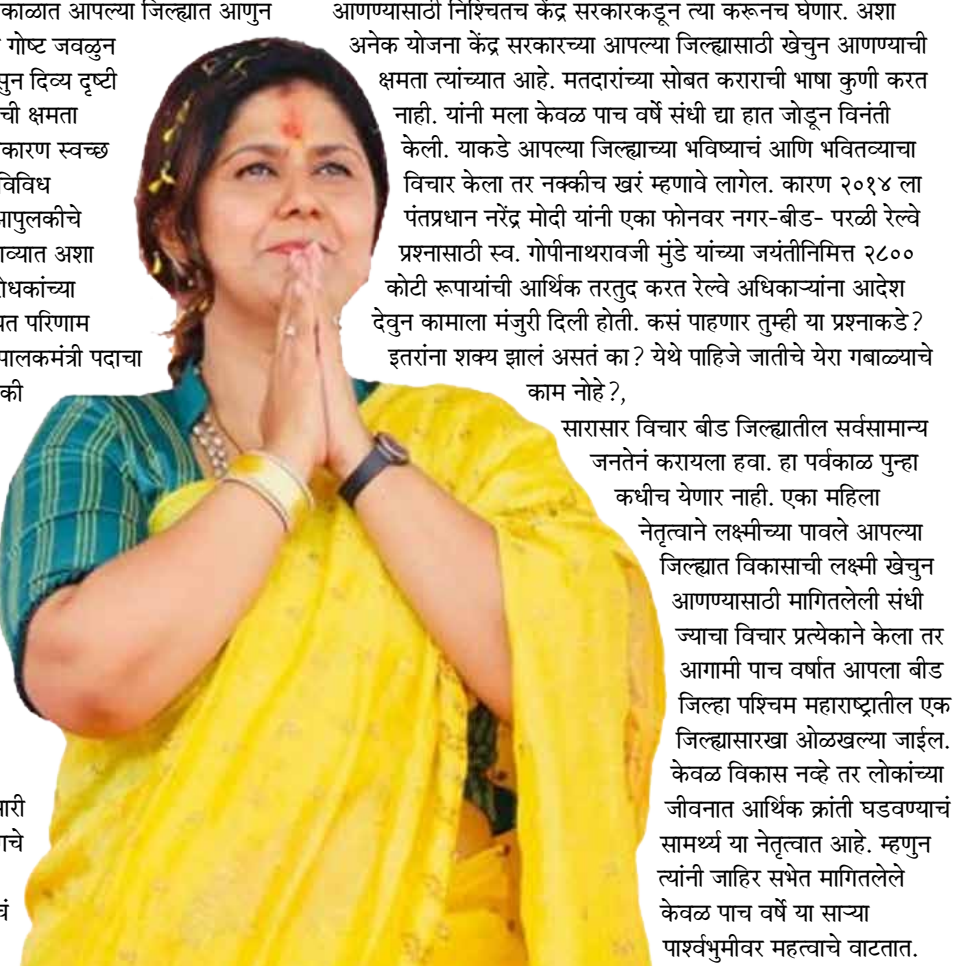 काळात आपल्या जिल्ह्यात आणुन
गोष्ट जवळुन
सुन दिव्य दृष्टी
ची क्षमता
कारण स्वच्छ
विविध
आपुलकीचे
ाव्यात अशा
रोधकांच्या
परिणाम
पालकमंत्री पदाचा
की
आणण्यासाठी निश्चितच केंद्र सरकारकडून त्या करूनच घेणार. अशा
अनेक योजना केंद्र सरकारच्या आपल्या जिल्ह्यासाठी खेचुन आणण्याची
क्षमता त्यांच्यात आहे. मतदारांच्या सोबत कराराची भाषा कुणी करत
नाही. यांनी मला केवळ पाच वर्षे संधी द्या हात जोडून विनंती
केली. याकडे आपल्या जिल्ह्याच्या भविष्याचं आणि भवितव्याचा
विचार केला तर नक्कीच खरं म्हणावे लागेल. कारण २०१४ ला
पंतप्रधान नरेंद्र मोदी यांनी एका फोनवर नगर-बीड- परळी रेल्वे
प्रश्नासाठी स्व. गोपीनाथरावजी मुंडे यांच्या जयंतीनिमित्त २८००
कोटी रूपायांची आर्थिक तरतुद करत रेल्वे अधिकाऱ्यांना आदेश
देवुन कामाला मंजुरी दिली होती. कसं पाहणार तुम्ही या प्रश्नाकडे?
इतरांना शक्य झालं असतं का? येथे पाहिजे जातीचे येरा गबाळ्याचे
काम नोहे?,
सारासार विचार बीड जिल्ह्यातील सर्वसामान्य
जनतेनं करायला हवा. हा पर्वकाळ पुन्हा
कधीच येणार नाही. एका महिला
नेतृत्वाने लक्ष्मीच्या पावले आपल्या
जिल्ह्यात विकासाची लक्ष्मी खेचुन
आणण्यासाठी मागितलेली संधी
ज्याचा विचार प्रत्येकाने केला तर
आगामी पाच वर्षात आपला बीड
जिल्हा पश्चिम महाराष्ट्रातील एक
जिल्ह्यासारखा ओळखल्या जाईल.
केवळ विकास नव्हे तर लोकांच्या
जीवनात आर्थिक क्रांती घडवण्याचं
सामर्थ्य या नेतृत्वात आहे. म्हणुन
त्यांनी जाहिर सभेत मागितलेले
केवळ पाच वर्षे या साऱ्या
पार्श्वभुमीवर महत्वाचे वाटतात.